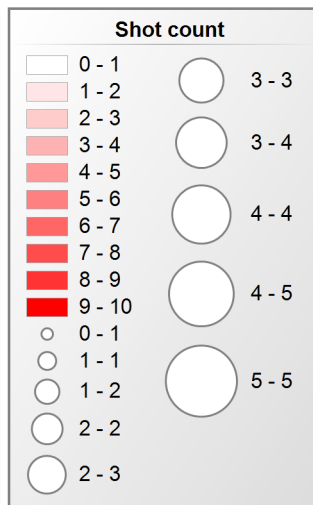 Shot count
0 - 1
1 - 2
2 - 3
3 - 4
4 - 5
5 - 6
6 - 7
7 - 8
8 - 9
9 - 10
0 - 1
1 - 1
1 - 2
2 - 2
2 - 3
3 - 3
3 - 4
4 - 4
4 - 5
5 - 5